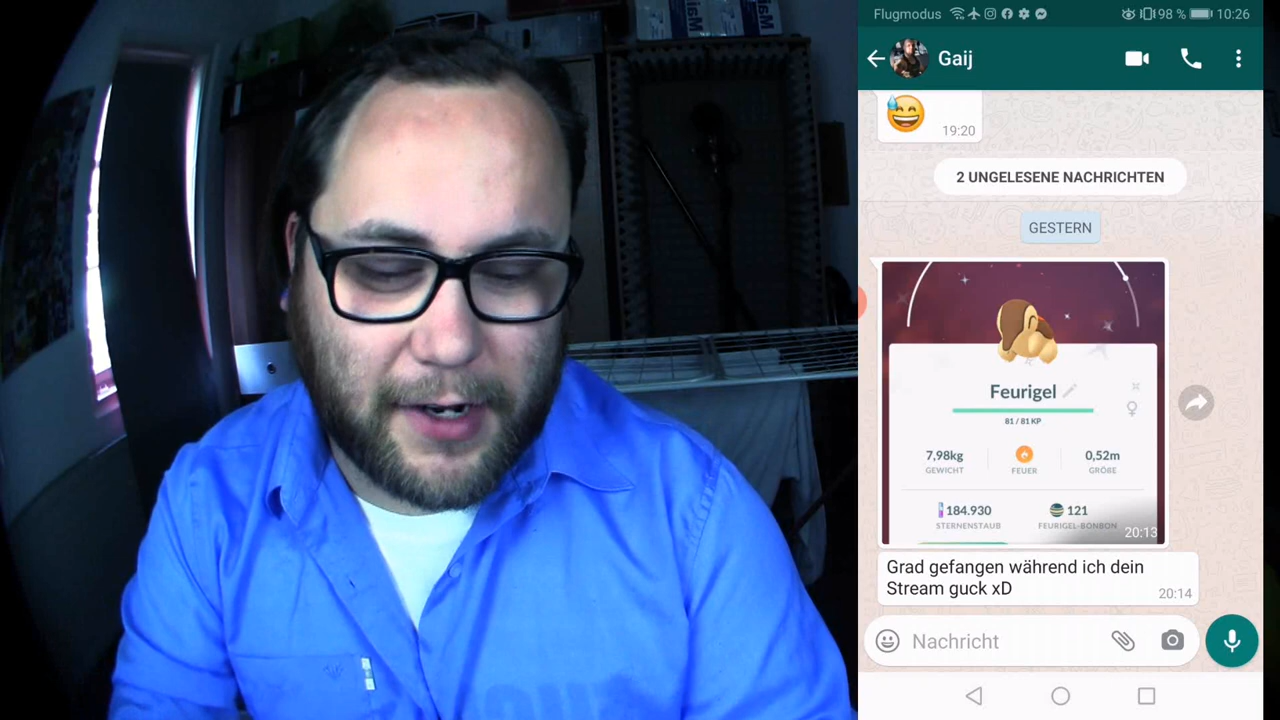 Flugmodus 98 % 10:26
Gaij
19:20
2 UNGELESENE NACHRICHTEN
GESTERN
Feurigel
81 / 81 KP
7,98kg
GEWICHT
FEUER
0,52m
GRÖßE
184.930
STERNENSTAUB
121
FEURIGEL-BONBON
20:13
Grad gefangen während ich dein
Stream guck xD
20:14
Nachricht